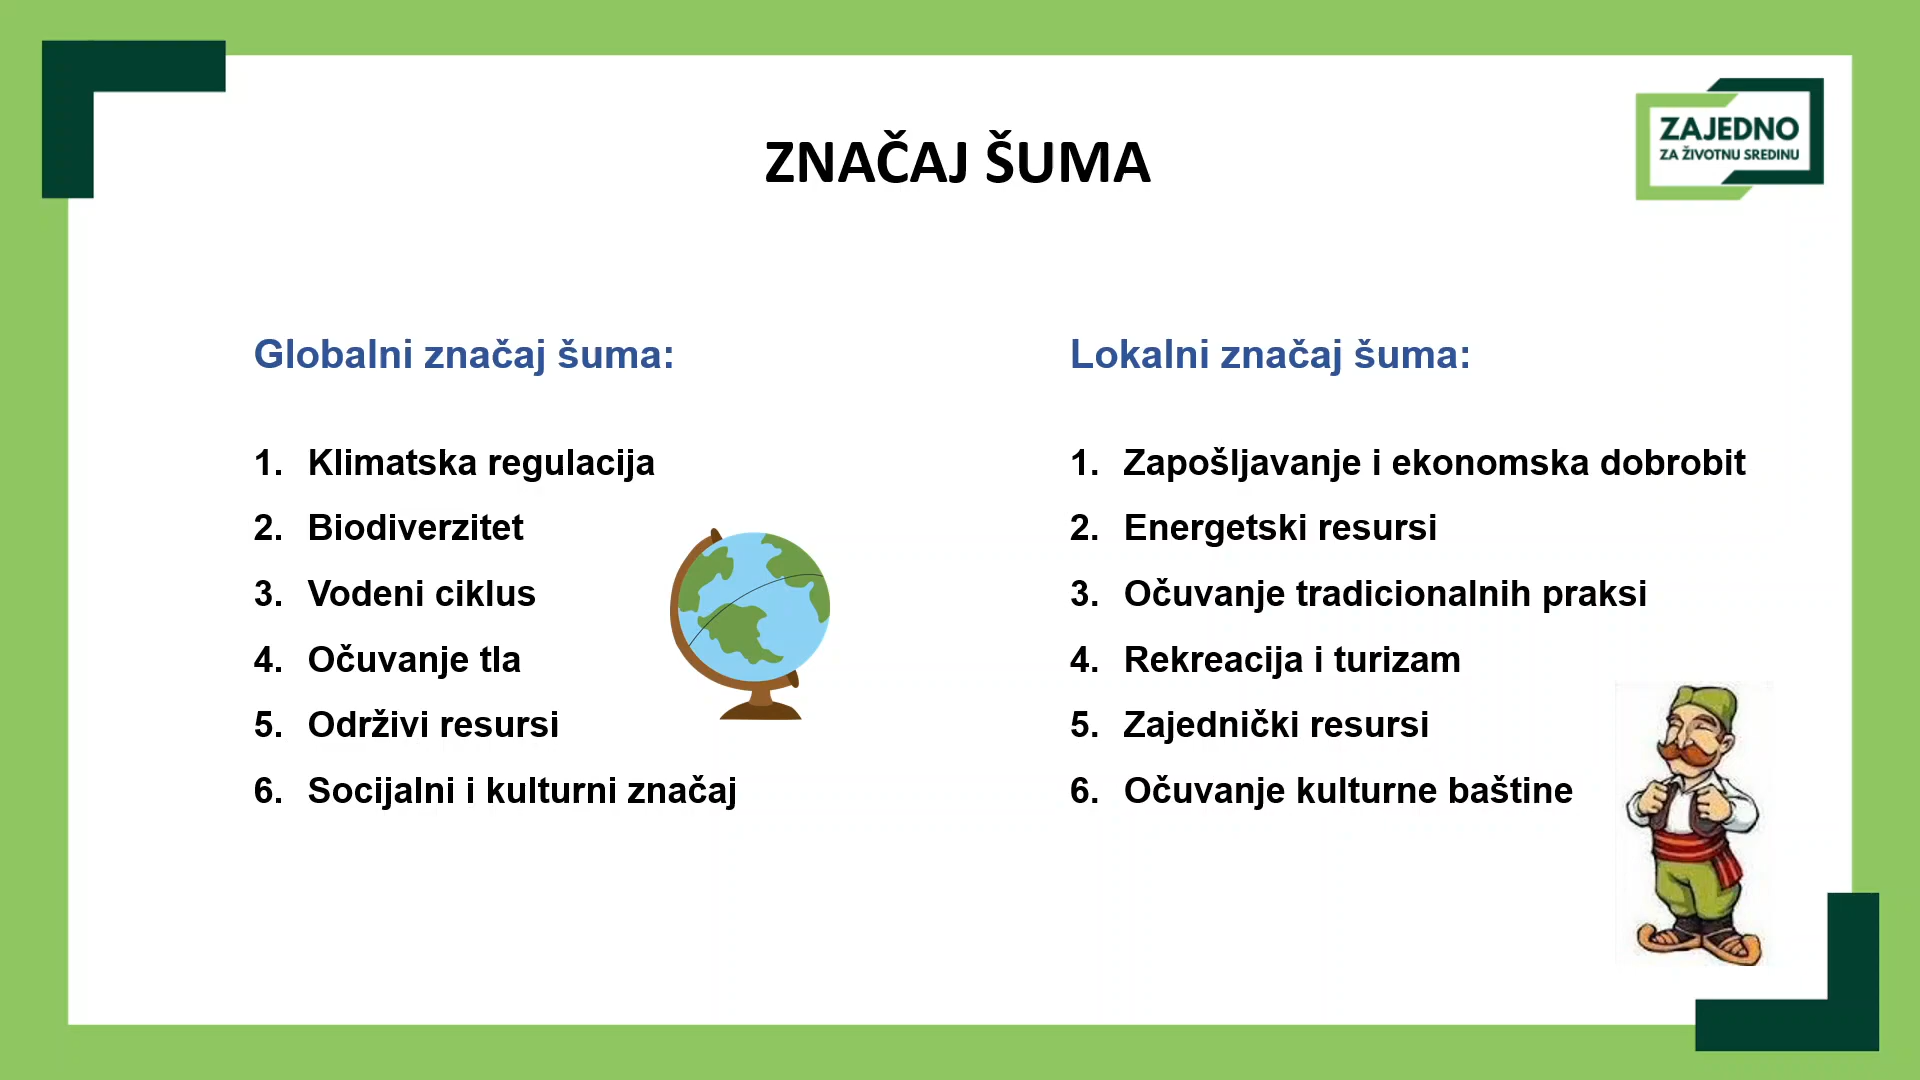 ZAJEDNO
ZA ŽIVOTNU SREDINU
ZNAČAJ ŠUMA
Globalni značaj šuma:
1. Klimatska regulacija
2. Biodiverzitet
3. Vodeni ciklus
4. Očuvanje tla
5. Održivi resursi
6. Socijalni i kulturni značaj
Lokalni značaj šuma:
1. Zapošljavanje i ekonomska dobrobit
2. Energetski resursi
3. Očuvanje tradicionalnih praksi
4. Rekreacija i turizam
5. Zajednički resursi
6. Očuvanje kulturne baštine